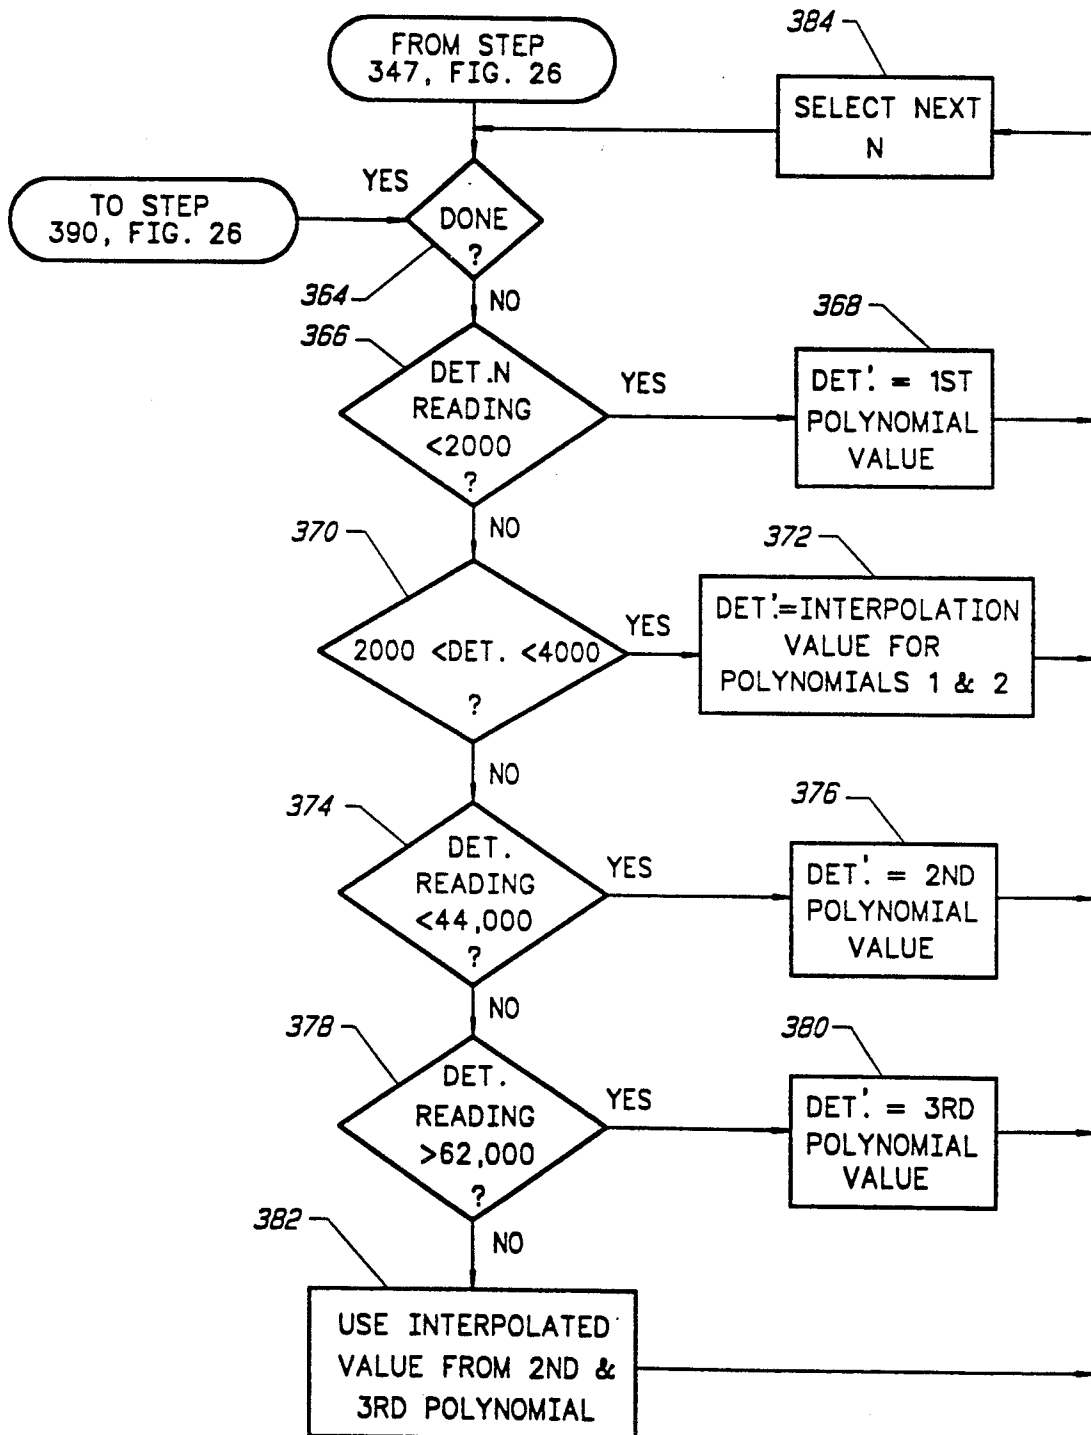 FROM STEP
347, FIG. 26
384
SELECT NEXT
N
YES
TO STEP
390, FIG. 26
DONE
?
364
NO
366
DET.N
READING
<2000
?
YES
368
DET.' = 1ST
POLYNOMIAL
VALUE
NO
370
2000 <DET. <4000
?
YES
372
DET.'=INTERPOLATION
VALUE FOR
POLYNOMIALS 1 & 2
NO
374
DET.
READING
<44,000
?
YES
376
DET.' = 2ND
POLYNOMIAL
VALUE
NO
378
DET.
READING
>62,000
?
YES
380
DET.' = 3RD
POLYNOMIAL
VALUE
NO
382
USE INTERPOLATED
VALUE FROM 2ND &
3RD POLYNOMIAL